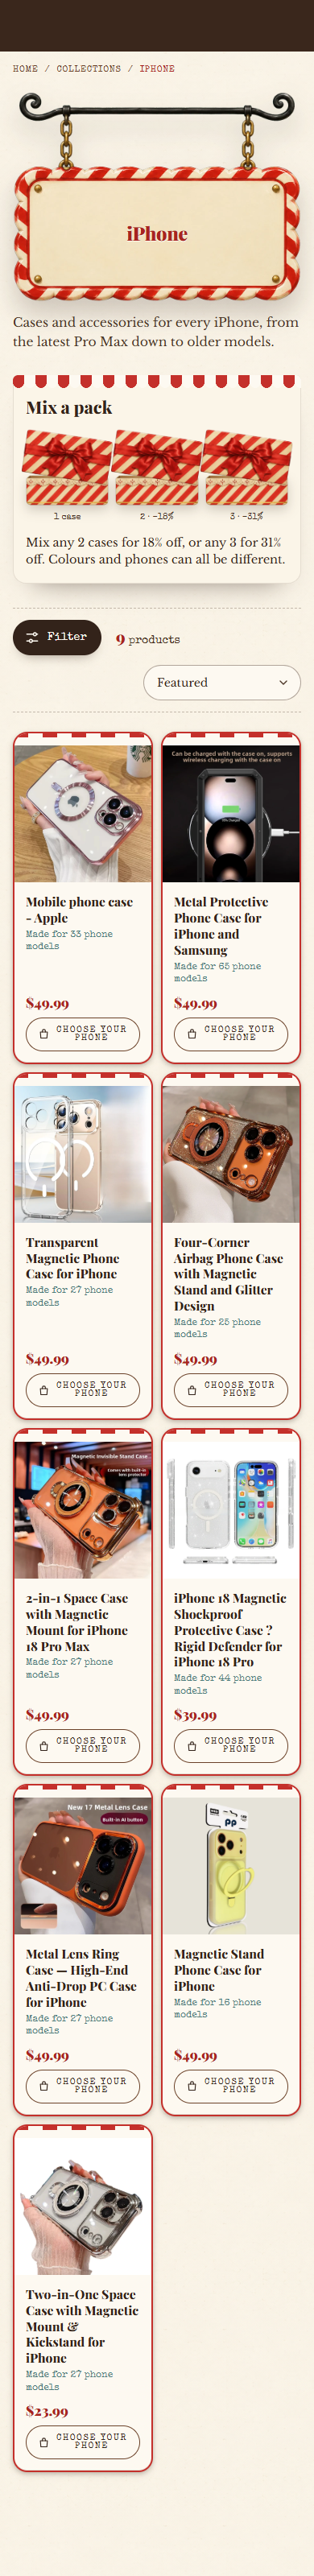 HOME / COLLECTIONS / IPHONE
iPhone
Cases and accessories for every iPhone, from
the latest Pro Max down to older models.
Mix a pack
1 case
2 · −18%
3 · −31%
Mix any 2 cases for 18% off, or any 3 for 31%
off. Colours and phones can all be different.
Filter
9 products
Featured
Can be charged with the case on, supports
wireless charging with the case on
Mobile phone case
- Apple
Made for 33 phone
models
$49.99
CHOOSE YOUR
PHONE
Metal Protective
Phone Case for
iPhone and
Samsung
Made for 65 phone
models
$49.99
CHOOSE YOUR
PHONE
Transparent
Magnetic Phone
Case for iPhone
Made for 27 phone
models
$49.99
CHOOSE YOUR
PHONE
Four-Corner
Airbag Phone Case
with Magnetic
Stand and Glitter
Design
Made for 25 phone
models
$49.99
CHOOSE YOUR
PHONE
Magnetic Invisible Stand Case
Comes with built-in
lens protector
2-in-1 Space Case
with Magnetic
Mount for iPhone
18 Pro Max
Made for 27 phone
models
$49.99
CHOOSE YOUR
PHONE
iPhone 18 Magnetic
Shockproof
Protective Case ?
Rigid Defender for
iPhone 18 Pro
Made for 44 phone
models
$39.99
CHOOSE YOUR
PHONE
New 17 Metal Lens Case
Built-in AI button
Metal Lens Ring
Case — High-End
Anti-Drop PC Case
for iPhone
Made for 27 phone
models
$49.99
CHOOSE YOUR
PHONE
PP
Magnetic Stand
Phone Case for
iPhone
Made for 16 phone
models
$49.99
CHOOSE YOUR
PHONE
Two-in-One Space
Case with Magnetic
Mount &
Kickstand for
iPhone
Made for 27 phone
models
$23.99
CHOOSE YOUR
PHONE